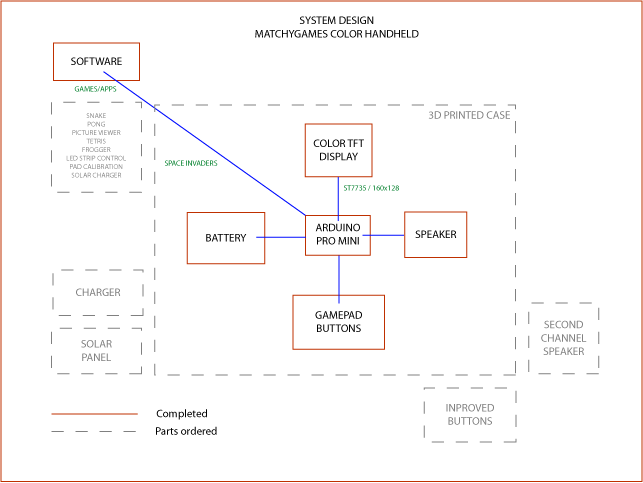 SYSTEM DESIGN
MATCHYGAMES COLOR HANDHELD
SOFTWARE
GAMES/APPS
SNAKE
PONG
PICTURE VIEWER
TETRIS
FROGGER
LED STRIP CONTROL
PAD CALIBRATION
SOLAR CHARGER
3D PRINTED CASE
COLOR TFT
DISPLAY
SPACE INVADERS
ST7735 / 160x128
BATTERY
ARDUINO
PRO MINI
SPEAKER
CHARGER
GAMEPAD
BUTTONS
SOLAR
PANEL
SECOND
CHANNEL
SPEAKER
INPROVED
BUTTONS
Completed
Parts ordered